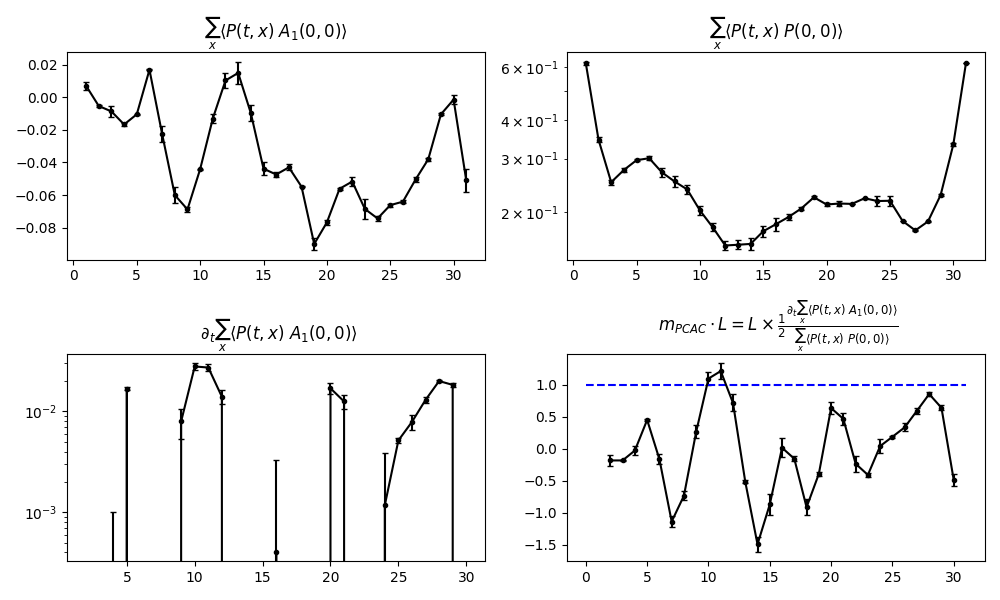 ∑ₓ⟨P(t, x) A₁(0, 0)⟩
0.02
0.00
−0.02
−0.04
−0.06
−0.08
0 5 10 15 20 25 30
∑ₓ⟨P(t, x) P(0, 0)⟩
6 × 10⁻¹
4 × 10⁻¹
3 × 10⁻¹
2 × 10⁻¹
0 5 10 15 20 25 30
∂ₜ∑ₓ⟨P(t, x) A₁(0, 0)⟩
10⁻²
10⁻³
5 10 15 20 25 30
m_PCAC · L = L × 1/2 ∂ₜ∑ₓ⟨P(t, x) A₁(0, 0)⟩ / ∑ₓ⟨P(t, x) P(0, 0)⟩
1.0
0.5
0.0
−0.5
−1.0
−1.5
0 5 10 15 20 25 30